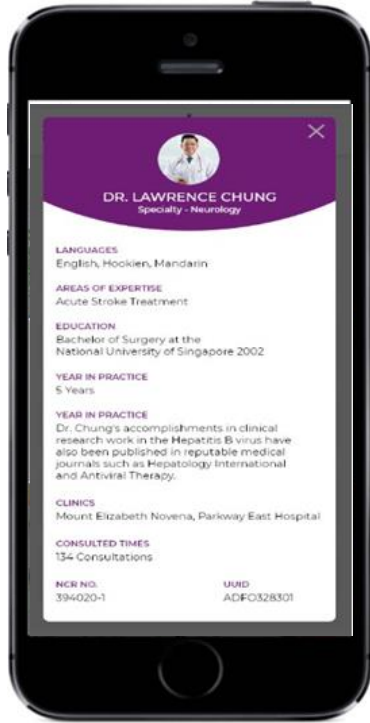 DR. LAWRENCE CHUNG
Specialty - Neurology
LANGUAGES
English, Hookien, Mandarin
AREAS OF EXPERTISE
Acute Stroke Treatment
EDUCATION
Bachelor of Surgery at the
National University of Singapore 2002
YEAR IN PRACTICE
5 Years
YEAR IN PRACTICE
Dr. Chung's accomplishments in clinical
research work in the Hepatitis B virus have
also been published in reputable medical
journals such as Hepatology International
and Antiviral Therapy.
CLINICS
Mount Elizabeth Novena, Parkway East Hospital
CONSULTED TIMES
134 Consultations
NCR NO. UUID
394020-1 ADFO328301